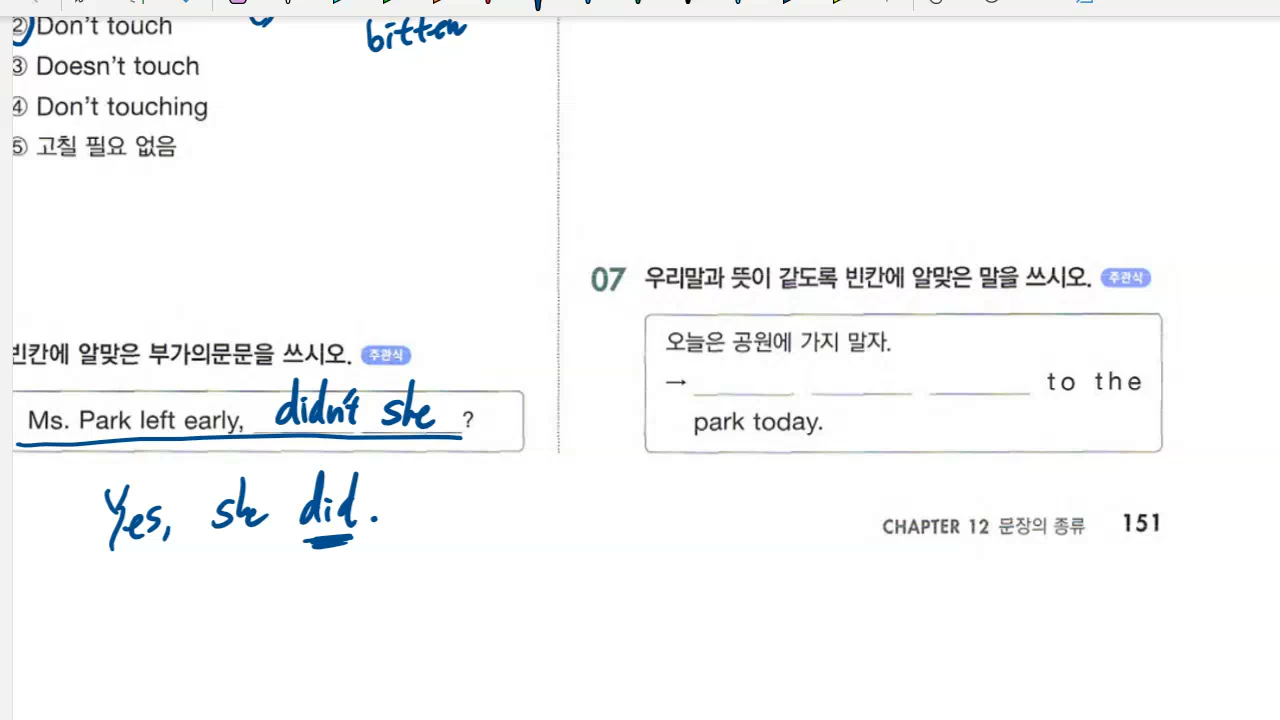 ② Don't touch
bitten
③ Doesn't touch
④ Don't touching
⑤ 고칠 필요 없음
빈칸에 알맞은 부가의문문을 쓰시오. 주관식
Ms. Park left early, didn't she ?
Yes, she did.
07 우리말과 뜻이 같도록 빈칸에 알맞은 말을 쓰시오. 주관식
오늘은 공원에 가지 말자.
→ ____ ____ ____ to the
park today.
CHAPTER 12 문장의 종류 151